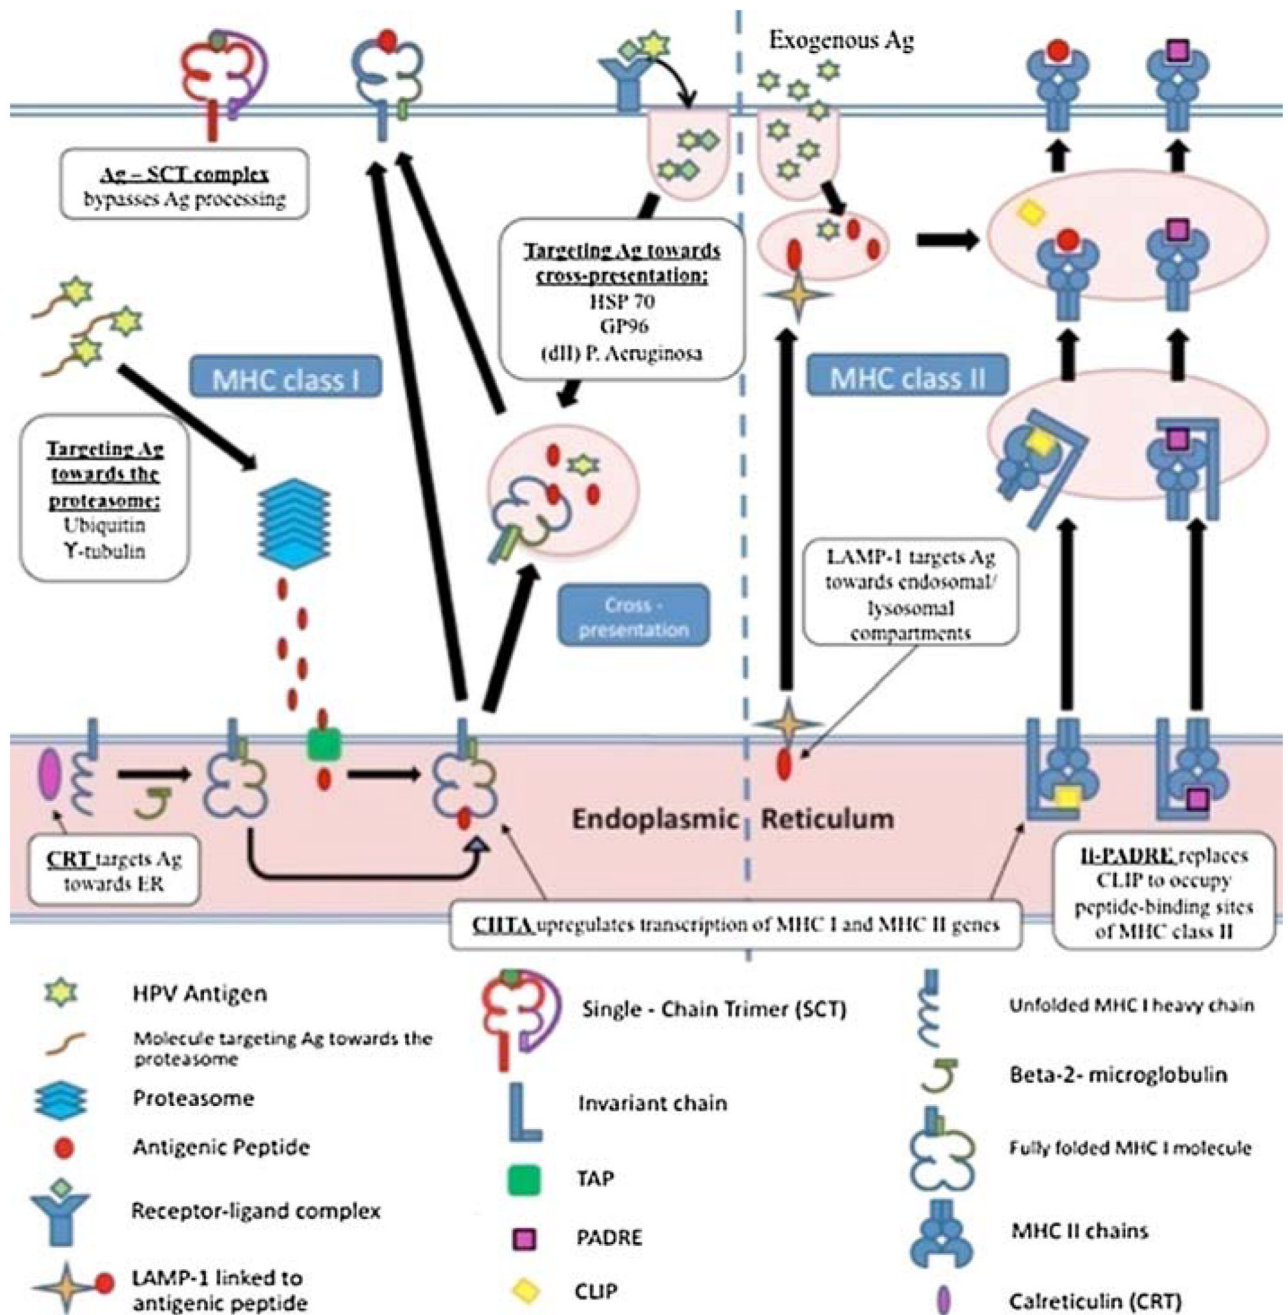 Exogenous Ag
Ag – SCT complex
bypasses Ag processing
Targeting Ag towards
cross-presentation:
HSP 70
GP96
(dII) P. Aeruginosa
MHC class I
MHC class II
Targeting Ag
towards the
proteasome:
Ubiquitin
ϒ-tubulin
LAMP-1 targets Ag
towards endosomal/
lysosomal
compartments
Cross -
presentation
Endoplasmic Reticulum
CRT targets Ag
towards ER
CIITA upregulates transcription of MHC I and MHC II genes
Ii-PADRE replaces
CLIP to occupy
peptide-binding sites
of MHC class II
HPV Antigen
Molecule targeting Ag towards the
proteasome
Proteasome
Antigenic Peptide
Receptor-ligand complex
LAMP-1 linked to
antigenic peptide
Single - Chain Trimer (SCT)
Invariant chain
TAP
PADRE
CLIP
Unfolded MHC I heavy chain
Beta-2- microglobulin
Fully folded MHC I molecule
MHC II chains
Calreticulin (CRT)